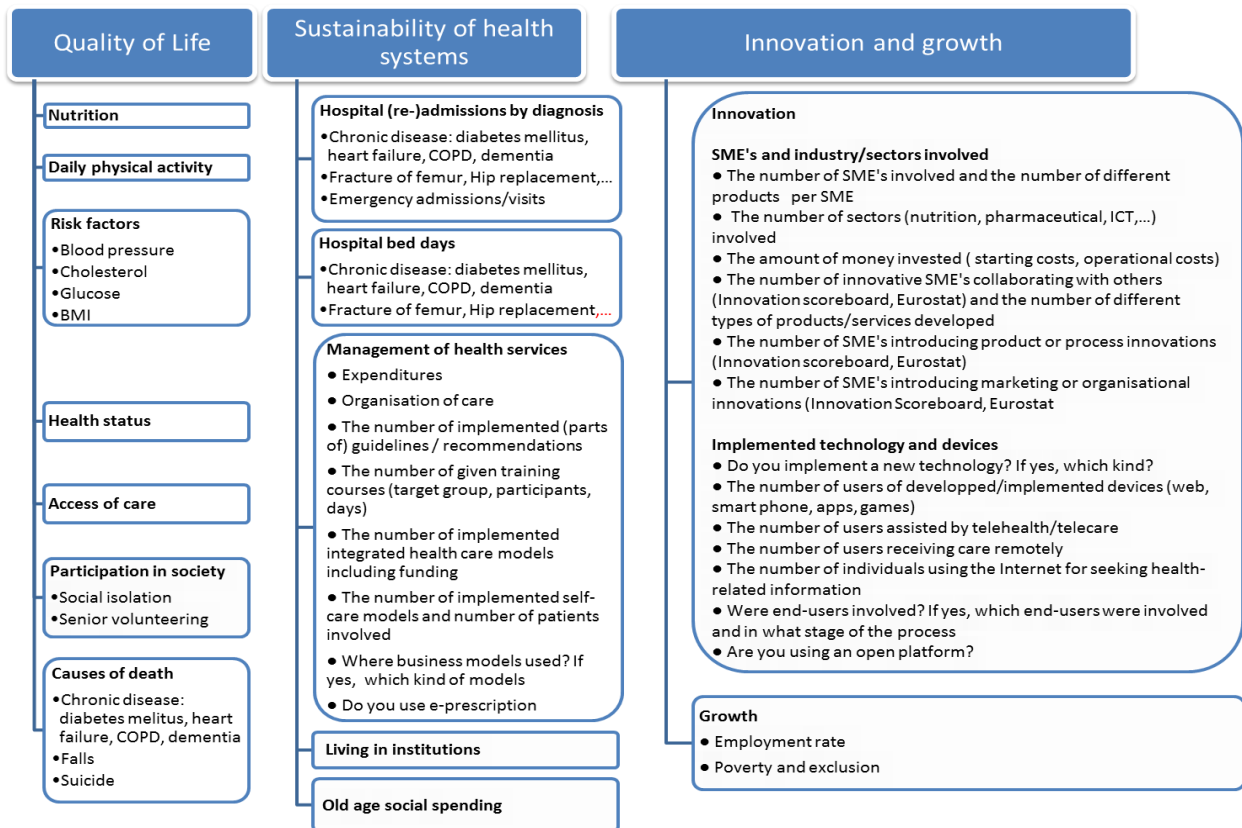 Quality of Life
Nutrition
Daily physical activity
Risk factors
•Blood pressure
•Cholesterol
•Glucose
•BMI
Health status
Access of care
Participation in society
•Social isolation
•Senior volunteering
Causes of death
•Chronic disease:
diabetes melitus, heart
failure, COPD, dementia
•Falls
•Suicide
Sustainability of health
systems
Hospital (re-)admissions by diagnosis
•Chronic disease: diabetes mellitus,
heart failure, COPD, dementia
•Fracture of femur, Hip replacement,...
•Emergency admissions/visits
Hospital bed days
•Chronic disease: diabetes mellitus,
heart failure, COPD, dementia
•Fracture of femur, Hip replacement,...
Management of health services
● Expenditures
● Organisation of care
● The number of implemented (parts
of) guidelines / recommendations
● The number of given training
courses (target group, participants,
days)
● The number of implemented
integrated health care models
including funding
● The number of implemented self-
care models and number of patients
involved
● Where business models used? If
yes, which kind of models
● Do you use e-prescription
Living in institutions
Old age social spending
Innovation and growth
Innovation
SME's and industry/sectors involved
● The number of SME's involved and the number of different
products per SME
● The number of sectors (nutrition, pharmaceutical, ICT,...)
involved
● The amount of money invested ( starting costs, operational costs)
● The number of innovative SME's collaborating with others
(Innovation scoreboard, Eurostat) and the number of different
types of products/services developed
● The number of SME's introducing product or process innovations
(Innovation scoreboard, Eurostat)
● The number of SME's introducing marketing or organisational
innovations (Innovation Scoreboard, Eurostat
Implemented technology and devices
● Do you implement a new technology? If yes, which kind?
● The number of users of developped/implemented devices (web,
smart phone, apps, games)
● The number of users assisted by telehealth/telecare
● The number of users receiving care remotely
● The number of individuals using the Internet for seeking health-
related information
● Were end-users involved? If yes, which end-users were involved
and in what stage of the process
● Are you using an open platform?
Growth
● Employment rate
● Poverty and exclusion